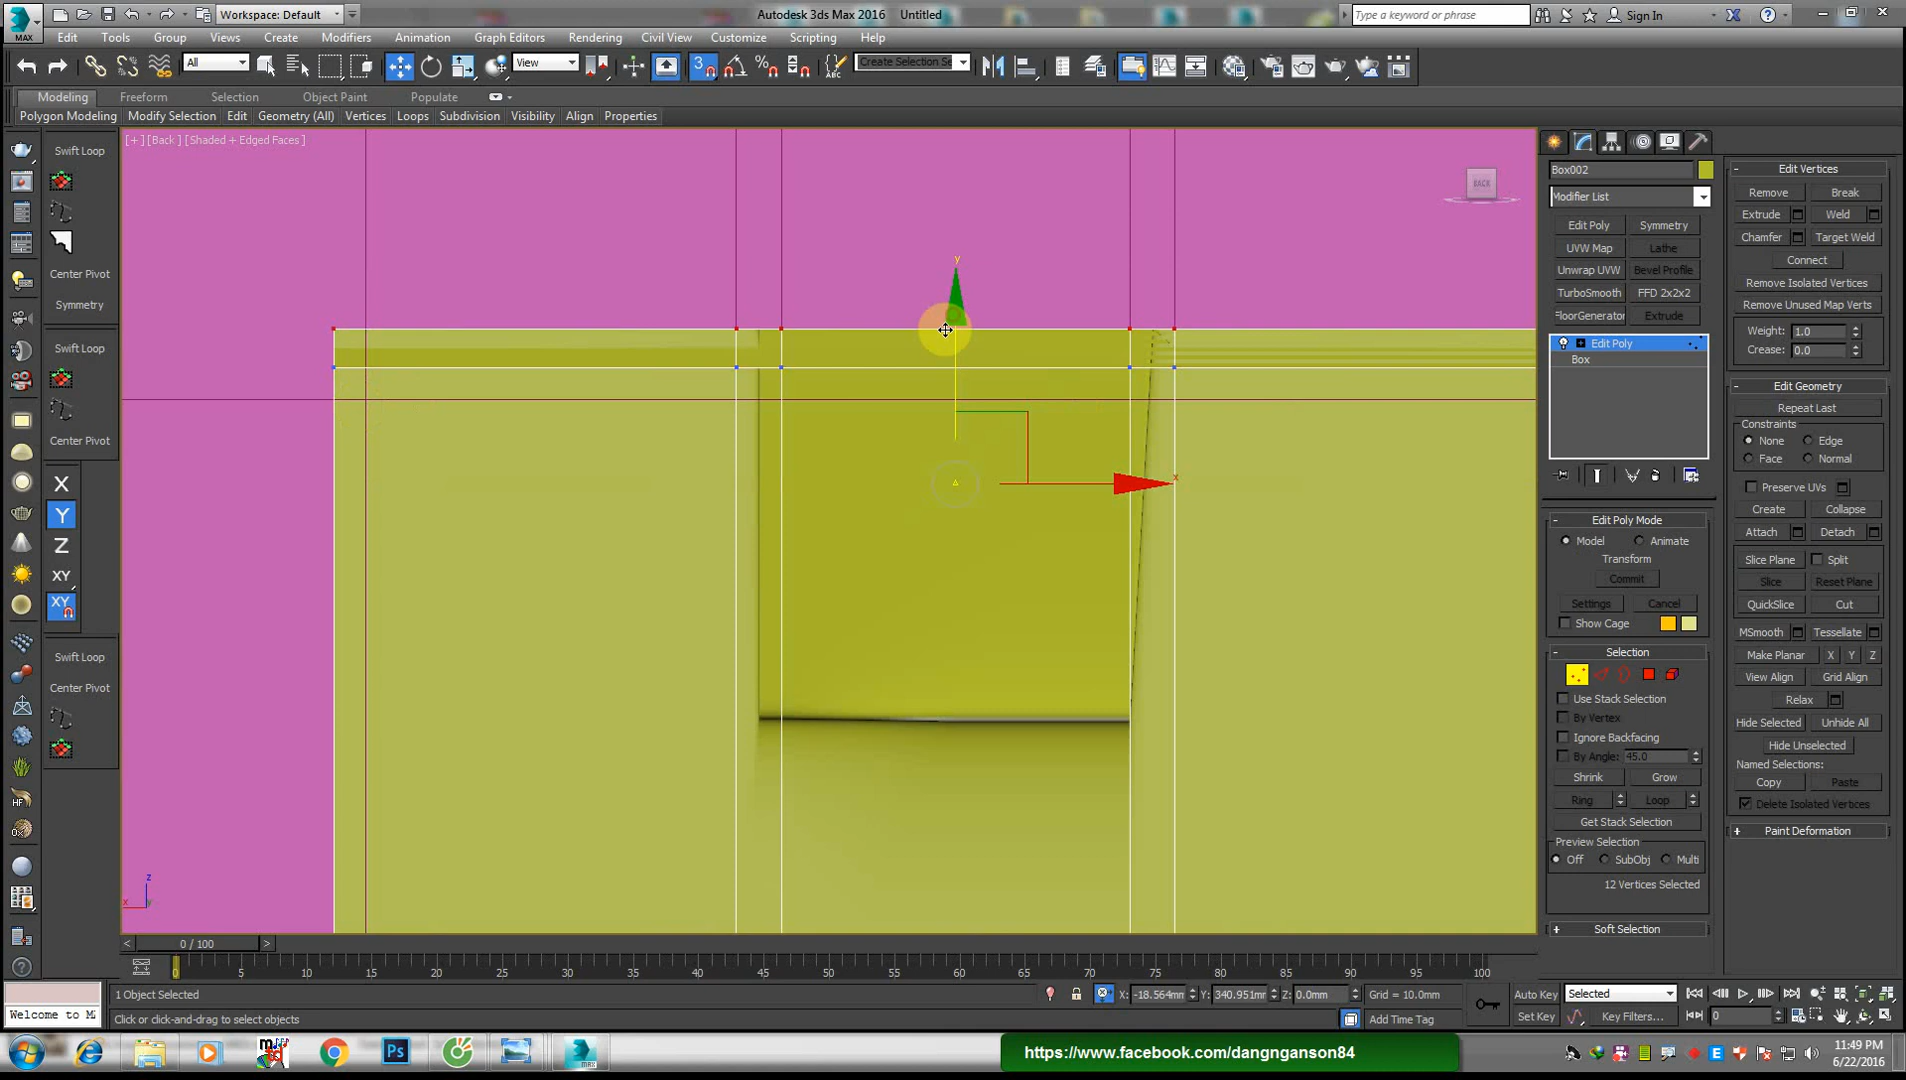 Workspace: Default
Autodesk 3ds Max 2016 Untitled
Type a keyword or phrase
Sign In
MAX
Edit Tools Group Views Create Modifiers Animation Graph Editors Rendering Civil View Customize Scripting Help
All
View
3
Create Selection Se
Modeling Freeform Selection Object Paint Populate
Polygon Modeling Modify Selection Edit Geometry (All) Vertices Loops Subdivision Visibility Align Properties
[+] [Back] [Shaded + Edged Faces]
Swift Loop
Center Pivot
Symmetry
Swift Loop
Center Pivot
X
Y
Z
XY
XY
Swift Loop
Center Pivot
HF
BACK
y
x
z
x
Box002
Modifier List
Edit Poly Symmetry
UVW Map Lathe
Unwrap UVW Bevel Profile
TurboSmooth FFD 2x2x2
FloorGenerator Extrude
Edit Poly
Box
Edit Poly Mode
Model Animate
Transform
Commit
Settings Cancel
Show Cage
Selection
Use Stack Selection
By Vertex
Ignore Backfacing
By Angle: 45.0
Shrink Grow
Ring Loop
Get Stack Selection
Preview Selection
Off SubObj Multi
12 Vertices Selected
Soft Selection
Edit Vertices
Remove Break
Extrude Weld
Chamfer Target Weld
Connect
Remove Isolated Vertices
Remove Unused Map Verts
Weight: 1.0
Crease: 0.0
Edit Geometry
Repeat Last
Constraints
None Edge
Face Normal
Preserve UVs
Create Collapse
Attach Detach
Slice Plane Split
Slice Reset Plane
QuickSlice Cut
MSmooth Tessellate
Make Planar X Y Z
View Align Grid Align
Relax
Hide Selected Unhide All
Hide Unselected
Named Selections:
Copy Paste
Delete Isolated Vertices
Paint Deformation
< 0 / 100 >
0 5 10 15 20 25 30 35 40 45 50 55 60 65 70 75 80 85 90 95 100
1 Object Selected
X: -18.564mm Y: 340.951mm Z: 0.0mm Grid = 10.0mm
Auto Key Selected
Welcome to M
Click or click-and-drag to select objects
Add Time Tag
Set Key Key Filters... 0
Ps
MAX
https://www.facebook.com/dangnganson84
11:49 PM
6/22/2016